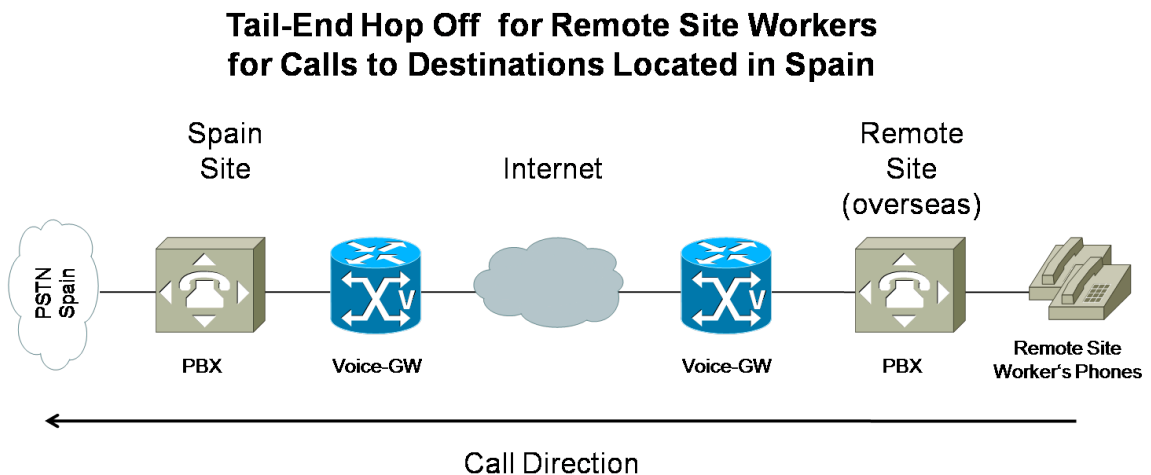 Tail-End Hop Off for Remote Site Workers
for Calls to Destinations Located in Spain
Spain
Site
Internet
Remote
Site
(overseas)
PSTN
Spain
V
V
PBX
Voice-GW
Voice-GW
PBX
Remote Site
Worker‘s Phones
Call Direction